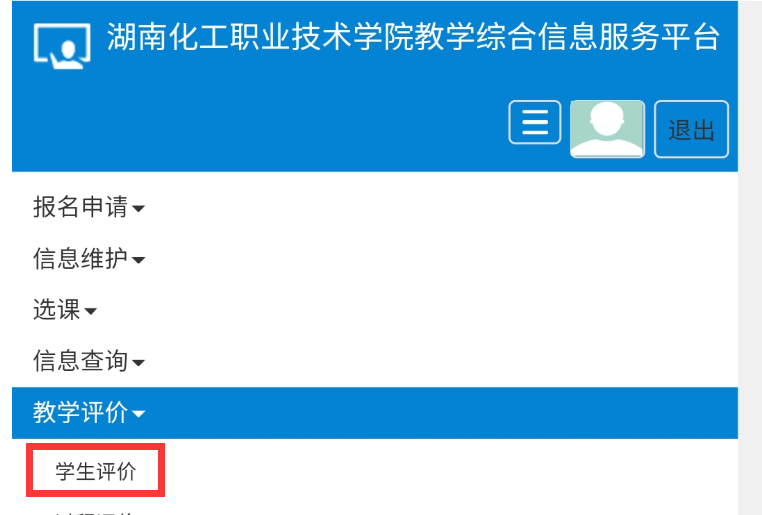 湖南化工职业技术学院教学综合信息服务平台
退出
报名申请
信息维护
选课
信息查询
教学评价
学生评价